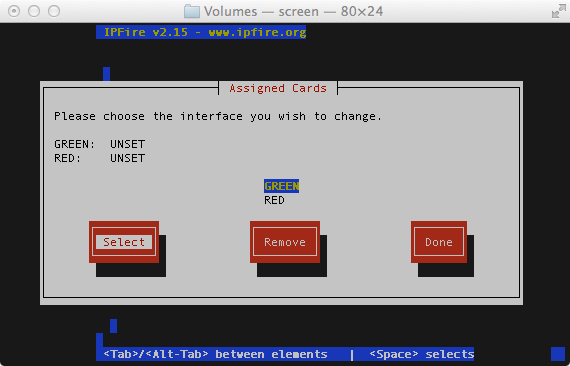 Volumes — screen — 80×24
IPFire v2.15 - www.ipfire.org
Assigned Cards
Please choose the interface you wish to change.
GREEN:  UNSET
RED:    UNSET
GREEN
RED
Select    Remove    Done
<Tab>/<Alt-Tab> between elements   |  <Space> selects